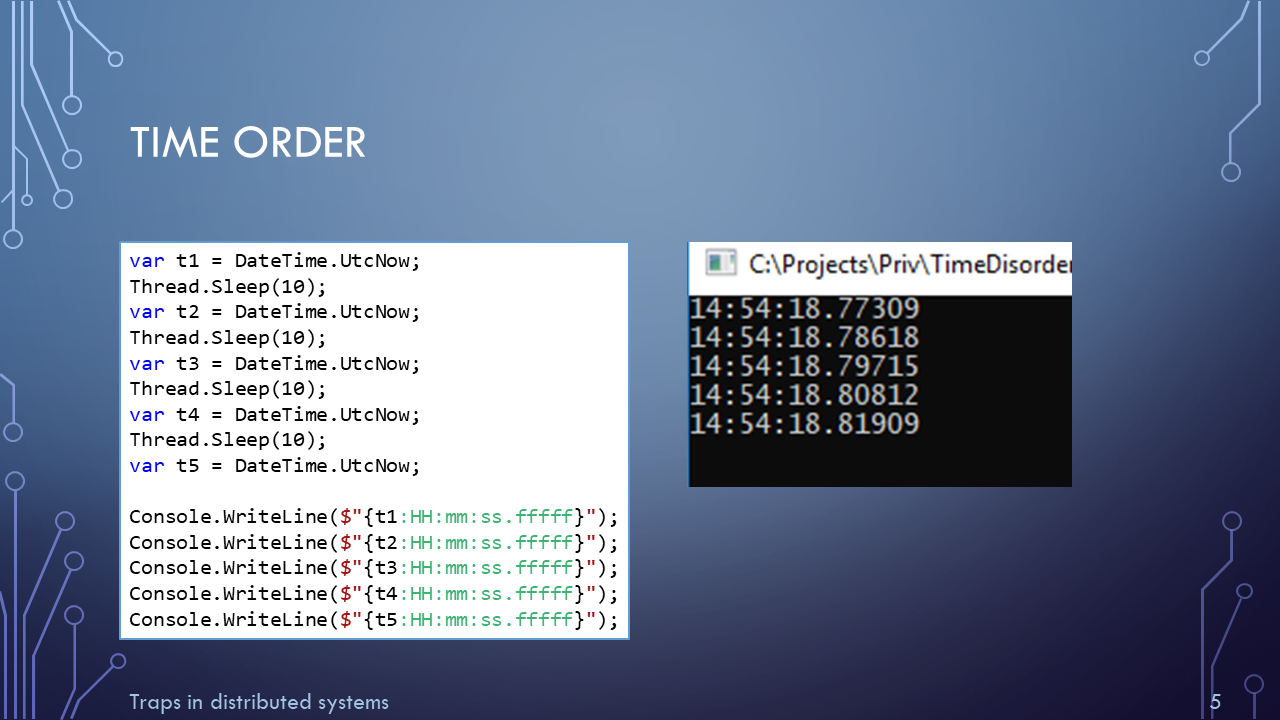 TIME ORDER
var t1 = DateTime.UtcNow;
Thread.Sleep(10);
var t2 = DateTime.UtcNow;
Thread.Sleep(10);
var t3 = DateTime.UtcNow;
Thread.Sleep(10);
var t4 = DateTime.UtcNow;
Thread.Sleep(10);
var t5 = DateTime.UtcNow;
Console.WriteLine($"{t1:HH:mm:ss.fffff}");
Console.WriteLine($"{t2:HH:mm:ss.fffff}");
Console.WriteLine($"{t3:HH:mm:ss.fffff}");
Console.WriteLine($"{t4:HH:mm:ss.fffff}");
Console.WriteLine($"{t5:HH:mm:ss.fffff}");
C:\Projects\Priv\TimeDisorder
14:54:18.77309
14:54:18.78618
14:54:18.79715
14:54:18.80812
14:54:18.81909
Traps in distributed systems
5